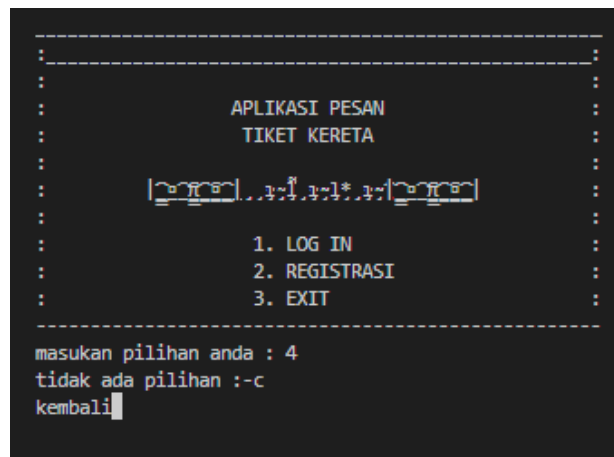 APLIKASI PESAN
TIKET KERETA
1. LOG IN
2. REGISTRASI
3. EXIT
masukan pilihan anda : 4
tidak ada pilihan :-c
kembali